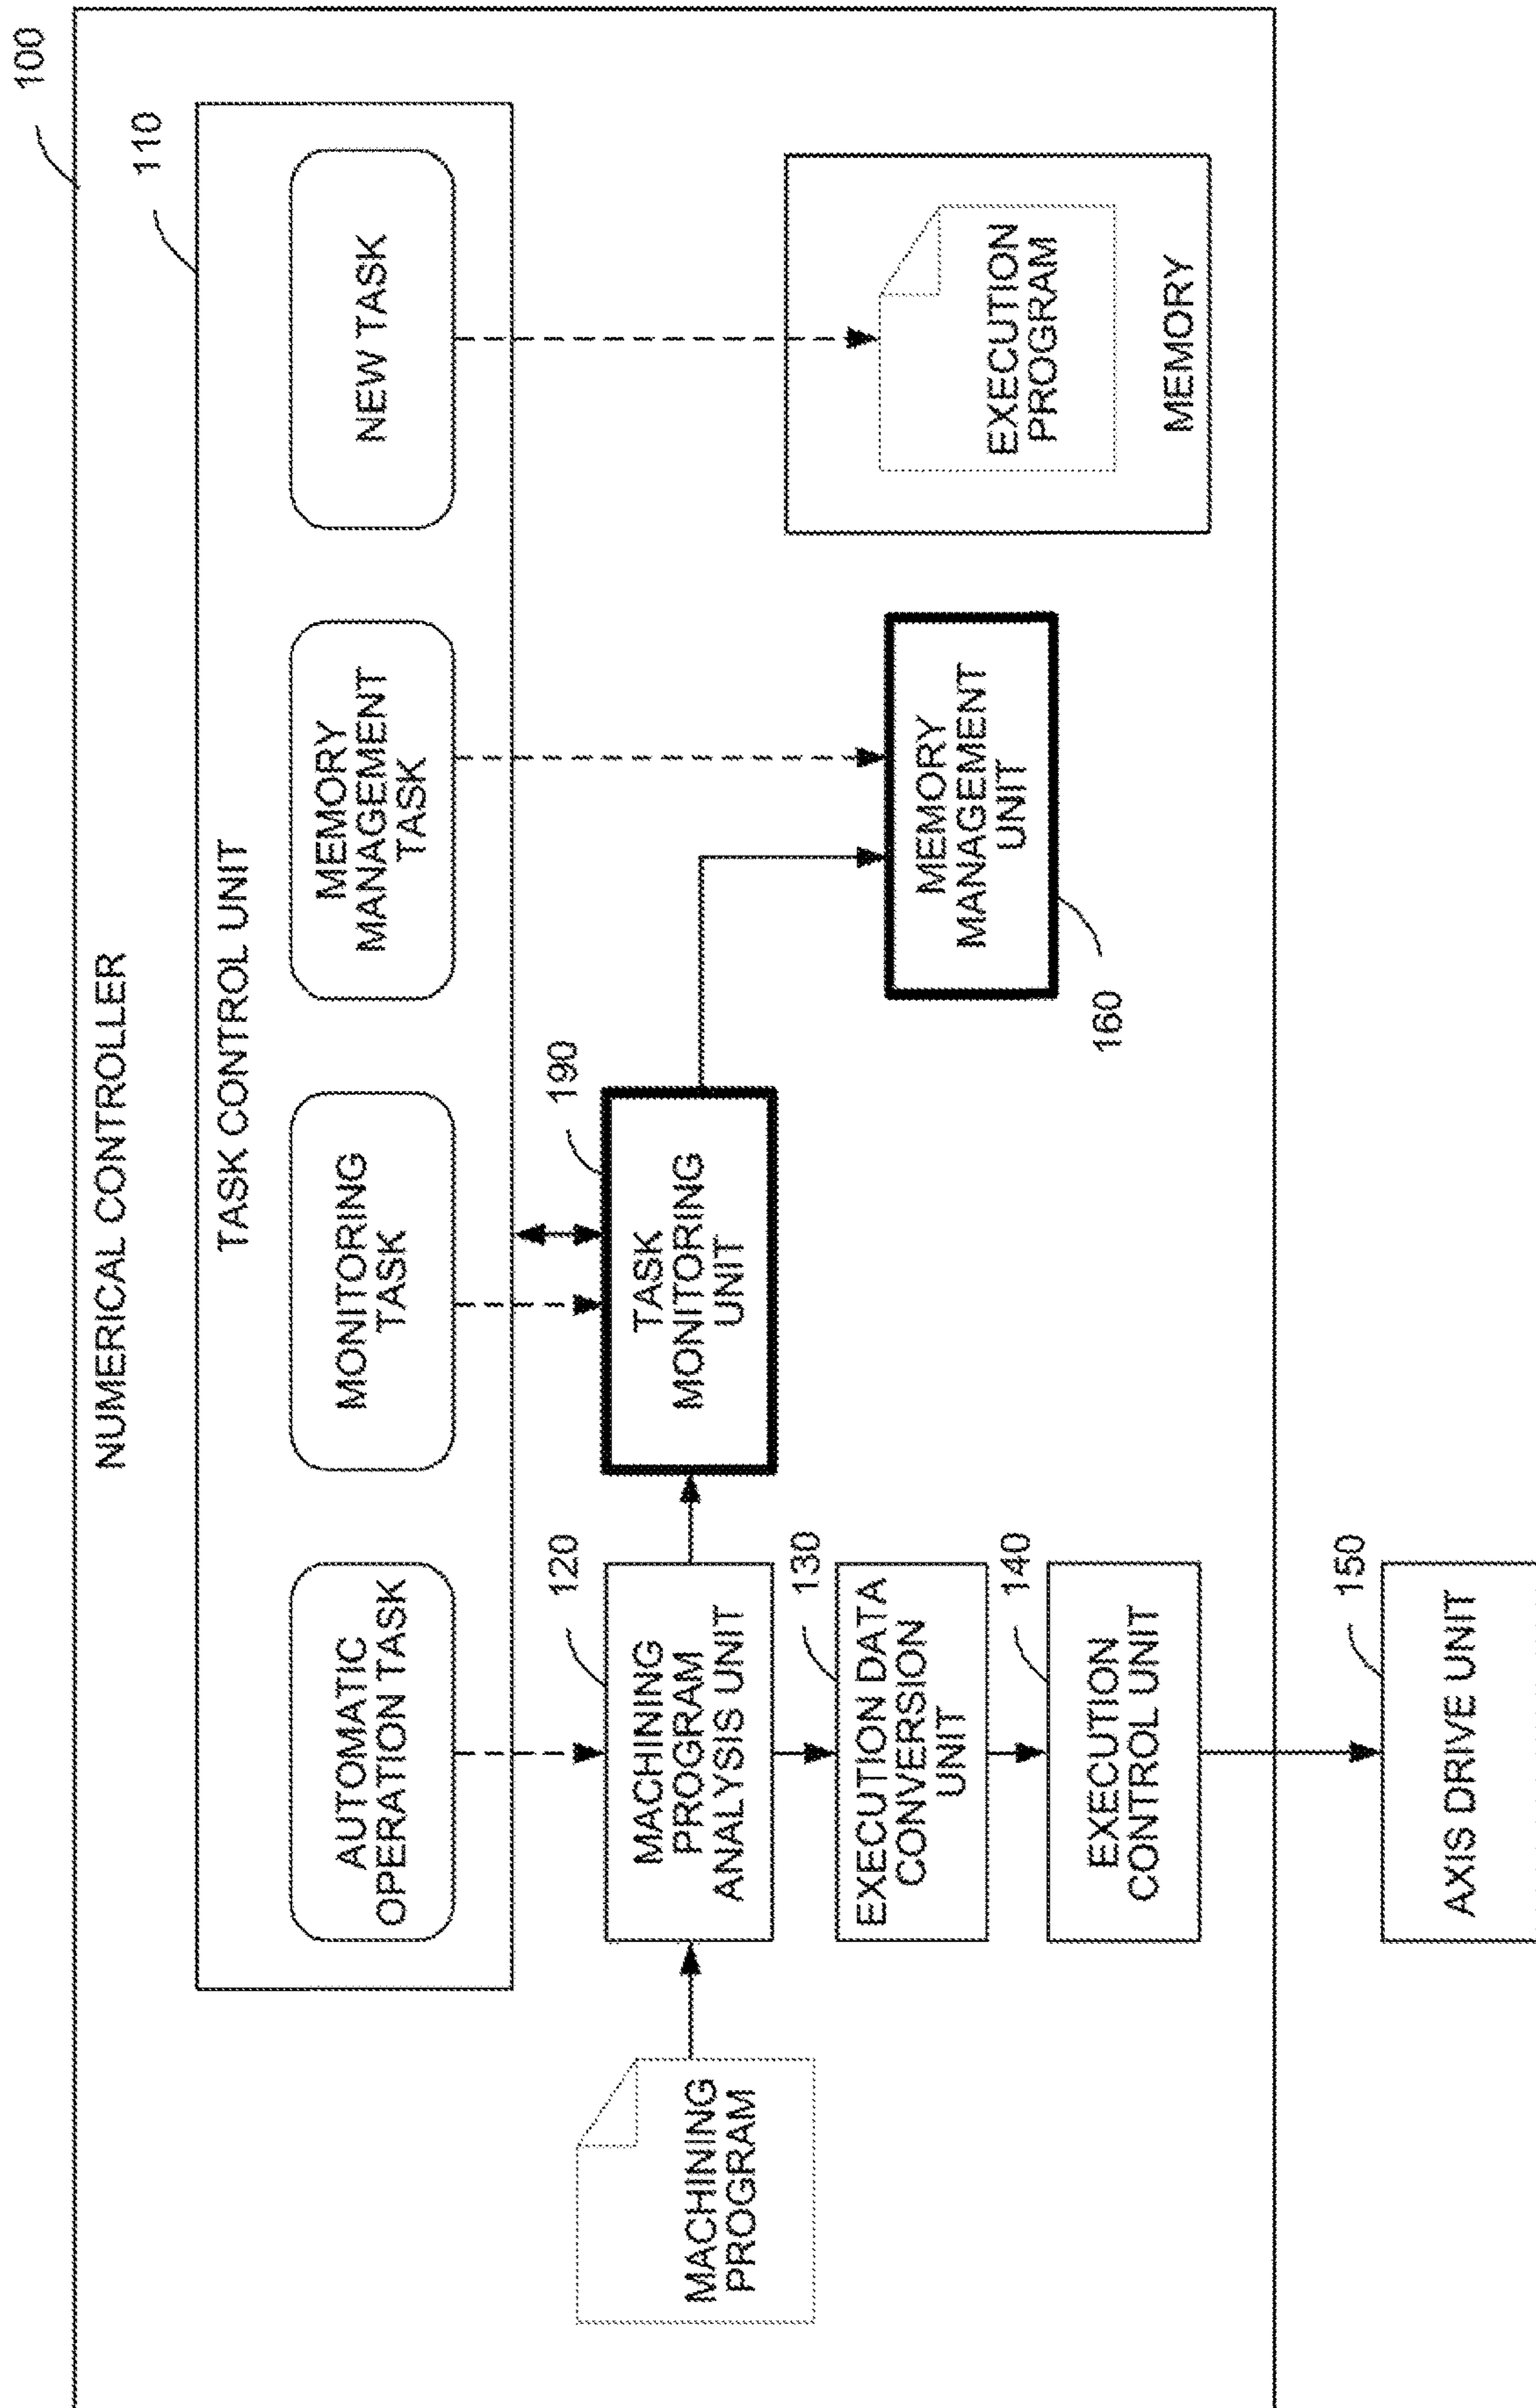 100
NUMERICAL CONTROLLER
110
TASK CONTROL UNIT
AUTOMATIC
OPERATION TASK
MONITORING
TASK
MEMORY
MANAGEMENT
TASK
NEW TASK
MACHINING
PROGRAM
120
MACHINING
PROGRAM
ANALYSIS UNIT
190
TASK
MONITORING
UNIT
130
EXECUTION DATA
CONVERSION
UNIT
160
MEMORY
MANAGEMENT
UNIT
EXECUTION
PROGRAM
MEMORY
140
EXECUTION
CONTROL UNIT
150
AXIS DRIVE UNIT